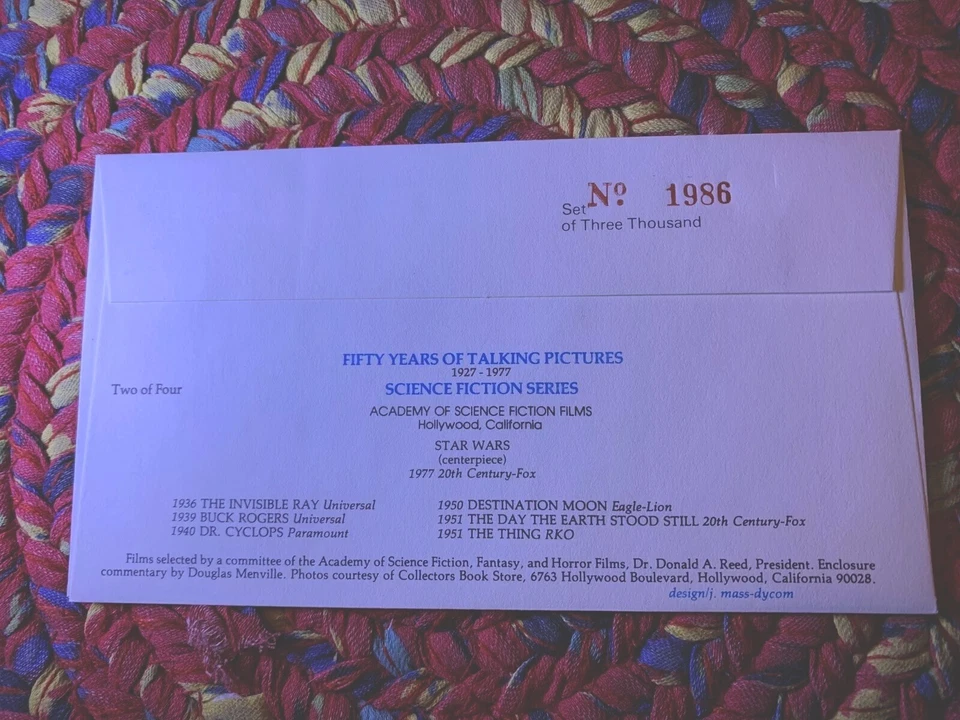 Set Nº 1986
of Three Thousand
FIFTY YEARS OF TALKING PICTURES
1927 - 1977
Two of Four
SCIENCE FICTION SERIES
ACADEMY OF SCIENCE FICTION FILMS
Hollywood, California
STAR WARS
(centerpiece)
1977 20th Century-Fox
1936 THE INVISIBLE RAY Universal
1939 BUCK ROGERS Universal
1940 DR. CYCLOPS Paramount
1950 DESTINATION MOON Eagle-Lion
1951 THE DAY THE EARTH STOOD STILL 20th Century-Fox
1951 THE THING RKO
Films selected by a committee of the Academy of Science Fiction, Fantasy, and Horror Films, Dr. Donald A. Reed, President. Enclosure
commentary by Douglas Menville. Photos courtesy of Collectors Book Store, 6763 Hollywood Boulevard, Hollywood, California 90028.
design/j. mass-dycom